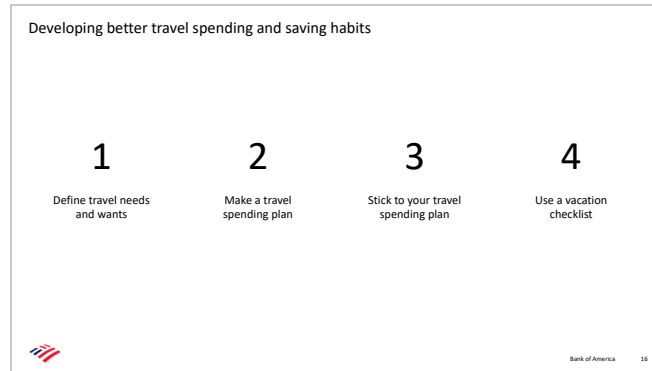 Developing better travel spending and saving habits
1
2
3
4
Define travel needs
and wants
Make a travel
spending plan
Stick to your travel
spending plan
Use a vacation
checklist
Bank of America
16